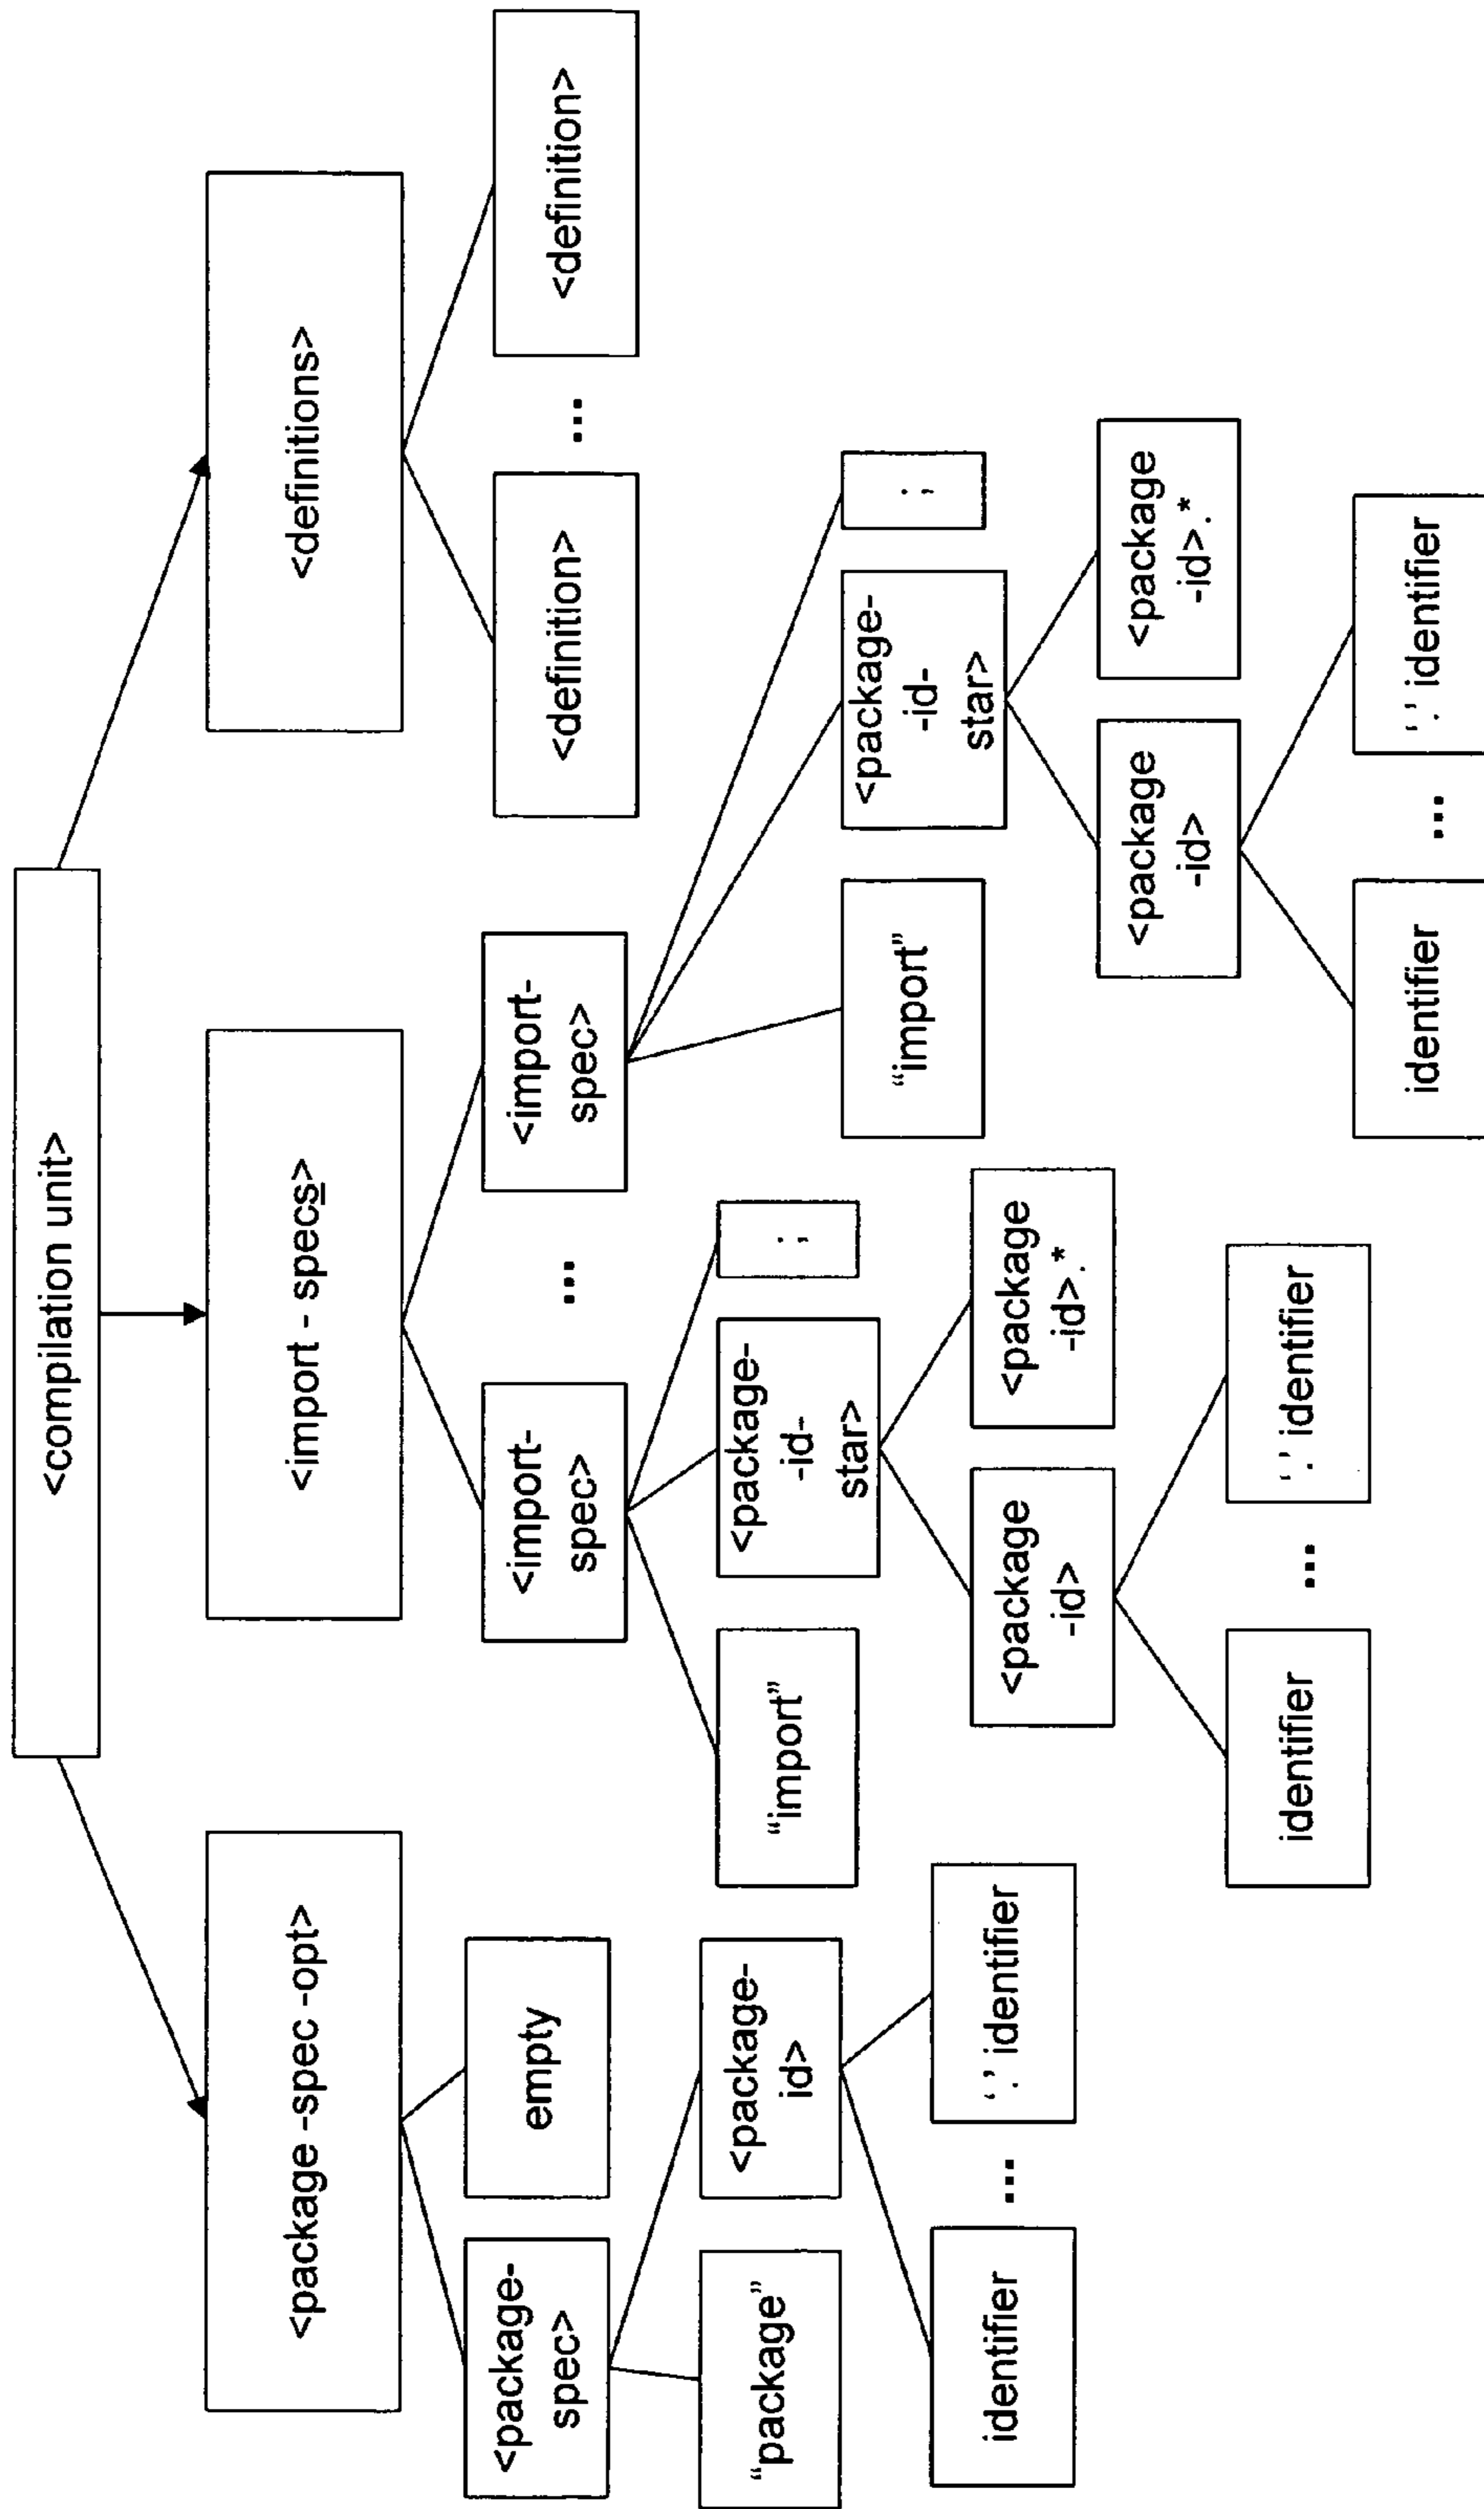 <compilation unit>
<package -spec -opt>
<import - specs>
<definitions>
<package-
spec>
empty
<import-
spec>
...
<import-
spec>
<definition>
...
<definition>
"package"
<package-
id>
"import"
<package-
-id-
star>
;
"import"
<package-
-id-
star>
;
identifier
...
'.' identifier
<package
-id>
<package
-id>.*
<package
-id>
<package
-id>.*
identifier
...
'.' identifier
identifier
...
'.' identifier